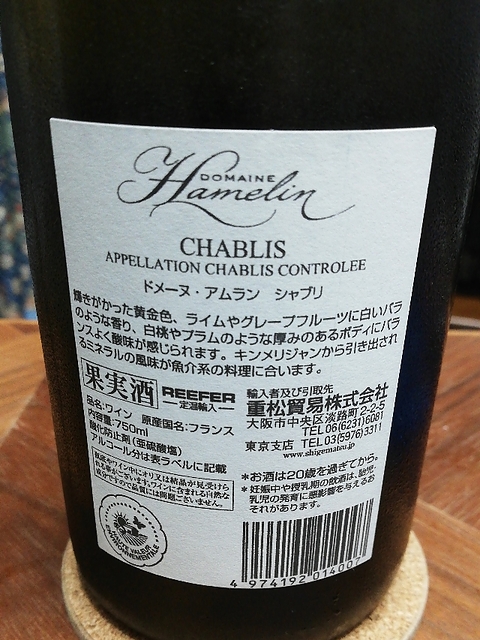 DOMAINE
Hamelin
CHABLIS
APPELLATION CHABLIS CONTROLEE
ドメーヌ・アムラン シャブリ
輝きがかった黄金色、ライムやグレープフルーツに白いバラ
のような香り、白桃やプラムのような厚みのあるボディにバラ
ンスよく酸味が感じられます。キンメリジャンから引き出され
るミネラルの風味が魚介系の料理に合います。
果実酒
REEFER
定温輸入
品名:ワイン 原産国名:フランス
内容量:750ml
酸化防止剤(亜硫酸塩)
アルコール分は表ラベルに記載
輸入者及び引取先
重松貿易株式会社
大阪市中央区淡路町2-2-5
TEL06(6231)6081
東京支店 TEL03(5976)3311
www.shigematsu.jp
*お酒は20歳を過ぎてから。
*妊娠中や授乳期の飲酒は、胎児・
乳児の発育に悪影響を与えるお
それがあります。
HAUTE VALEUR
ENVIRONNEMENTALE
4 974192 014007